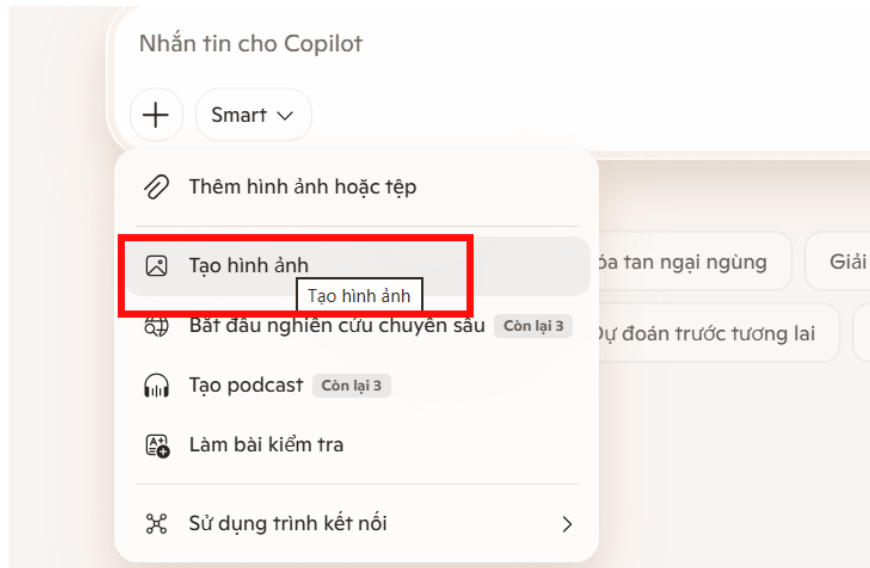 Nhắn tin cho Copilot
Smart
Thêm hình ảnh hoặc tệp
Tạo hình ảnh
Tạo hình ảnh
Bắt đầu nghiên cứu chuyên sâu Còn lại 3
Tạo podcast Còn lại 3
Làm bài kiểm tra
Sử dụng trình kết nối
tan ngại ngùng
Giải
đoán trước tương lai